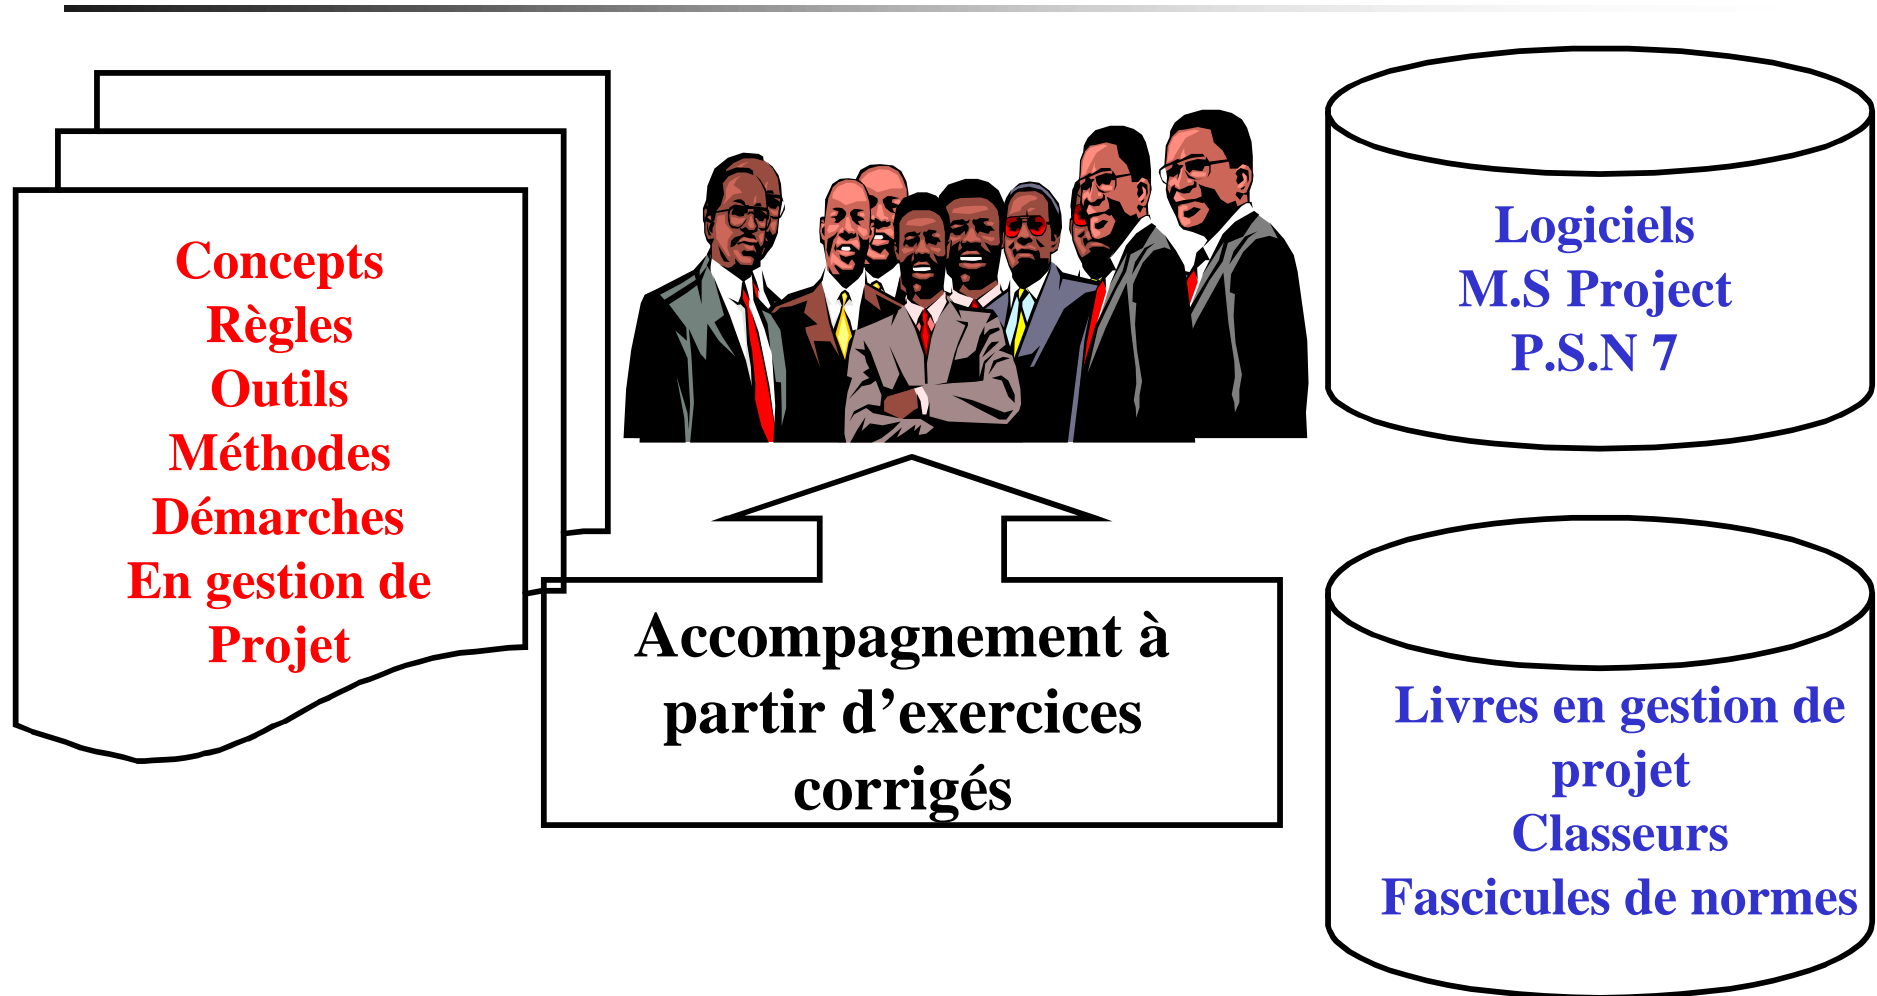 Concepts
Règles
Outils
Méthodes
Démarches
En gestion de
Projet
Accompagnement à
partir d’exercices
corrigés
Logiciels
M.S Project
P.S.N 7
Livres en gestion de
projet
Classeurs
Fascicules de normes